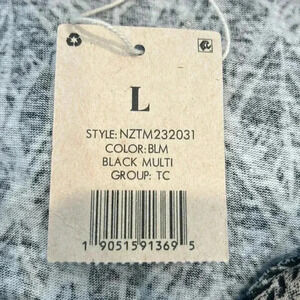 L
STYLE: NZTM232031
COLOR:BLM
BLACK MULTI
GROUP: TC
1 90515 91369 5